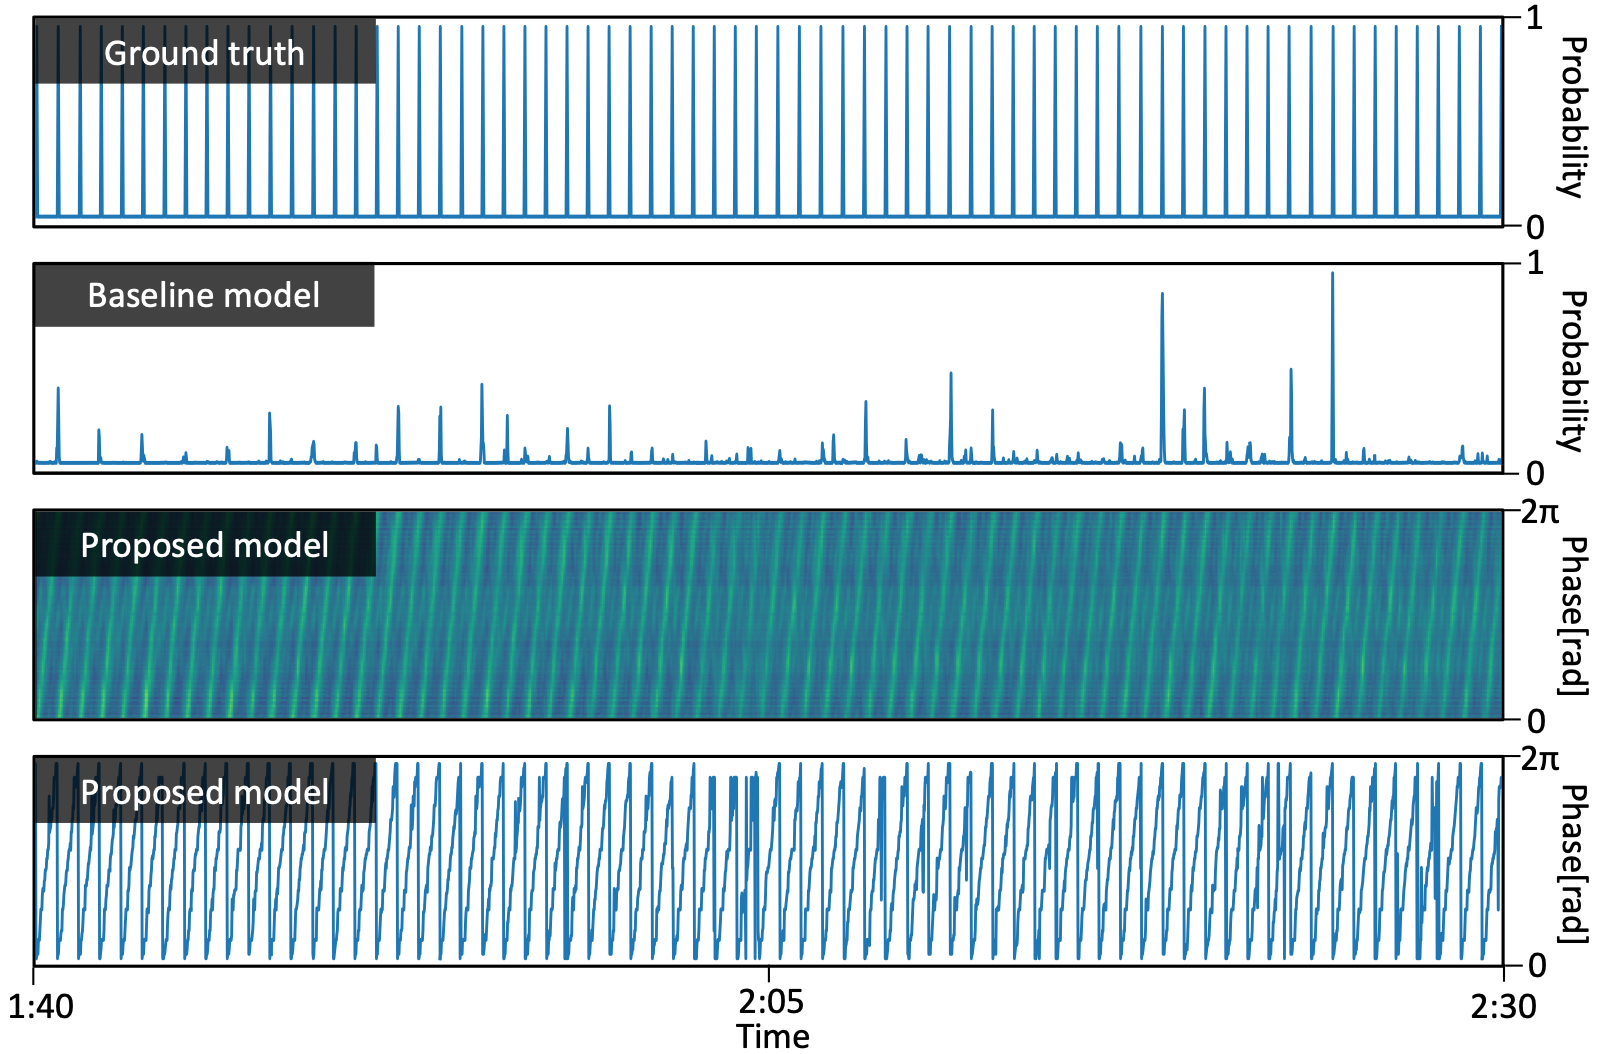 Ground truth
1
Probability
0
Baseline model
1
Probability
0
Proposed model
2π
Phase[rad]
0
Proposed model
2π
Phase[rad]
0
1:40
2:05
2:30
Time